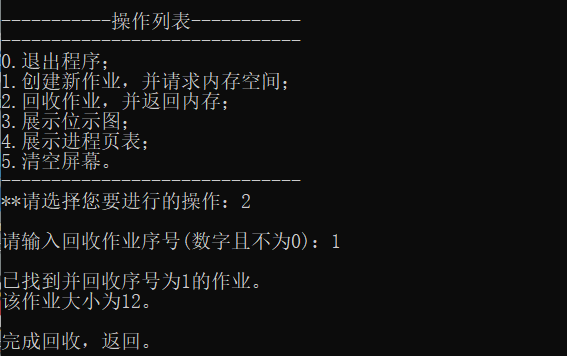 -----------操作列表-----------
------------------------------
0.退出程序;
1.创建新作业，并请求内存空间;
2.回收作业，并返回内存;
3.展示位示图;
4.展示进程页表;
5.清空屏幕。
------------------------------
**请选择您要进行的操作: 2
请输入回收作业序号(数字且不为0): 1
已找到并回收序号为1的作业。
该作业大小为12。
完成回收，返回。